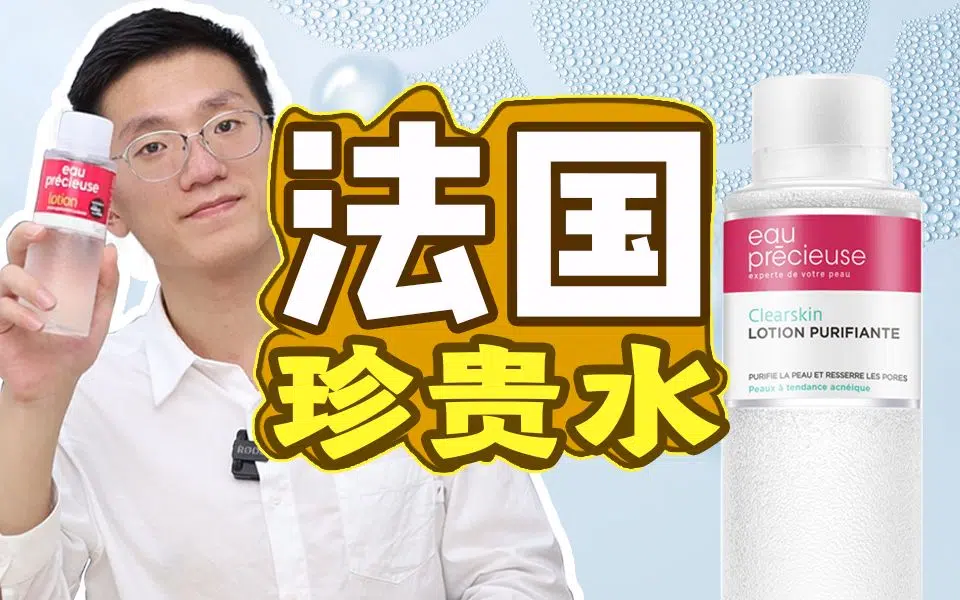 法国
珍贵水
eau
précieuse
lotion
RODE
eau
précieuse
experte de votre peau
Clearskin
LOTION PURIFIANTE
PURIFIE LA PEAU ET RESSERRE LES PORES
Peaux à tendance acnéique